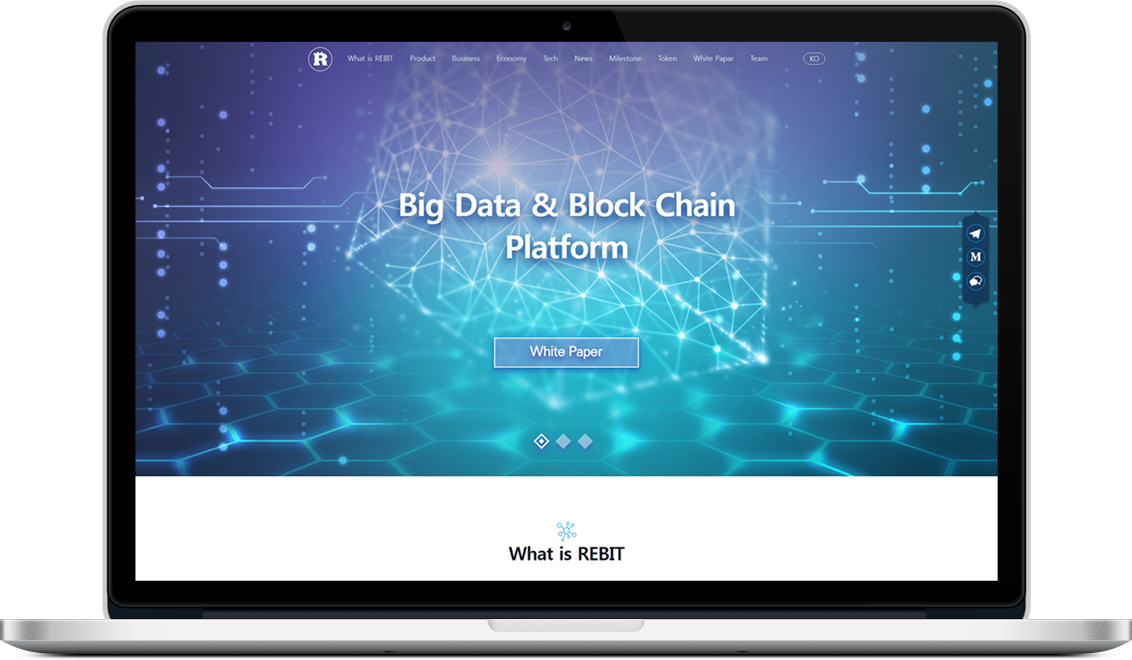 R
What is REBIT Product Business Economy Tech News Milestone Token White Papar Team KO
Big Data & Block Chain
Platform
M
White Paper
What is REBIT